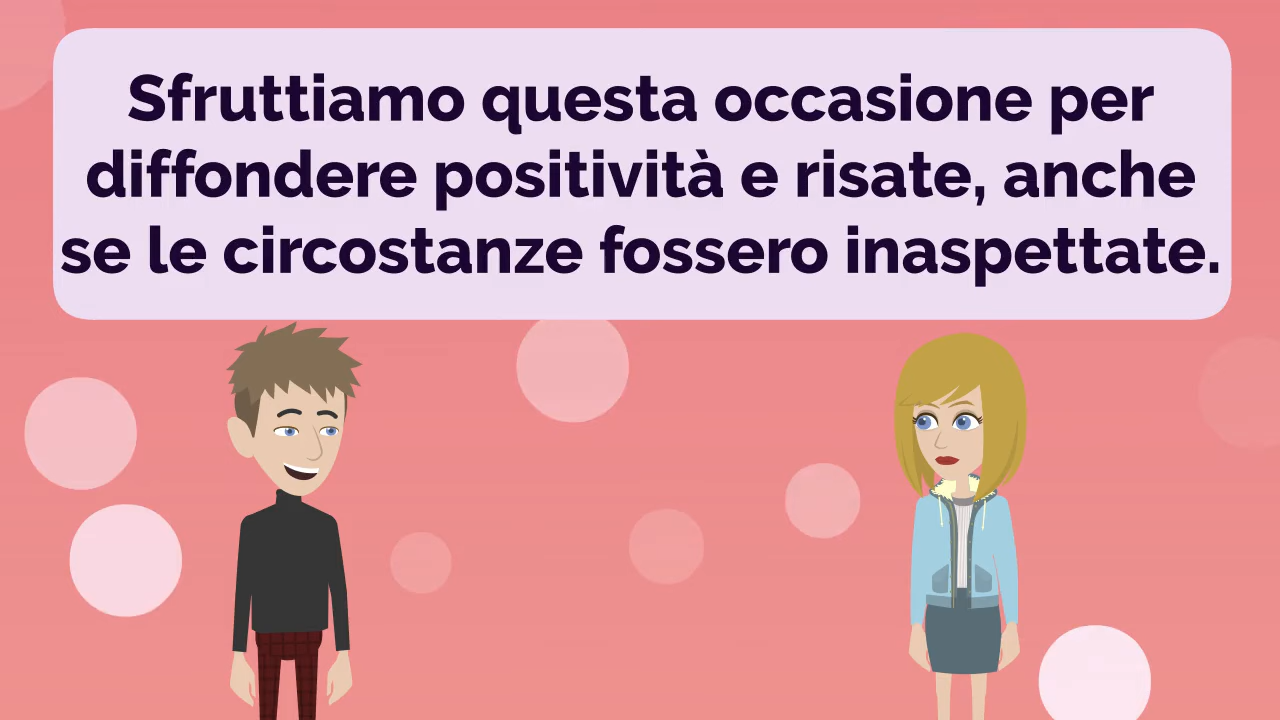 Sfruttiamo questa occasione per
diffondere positività e risate, anche
se le circostanze fossero inaspettate.